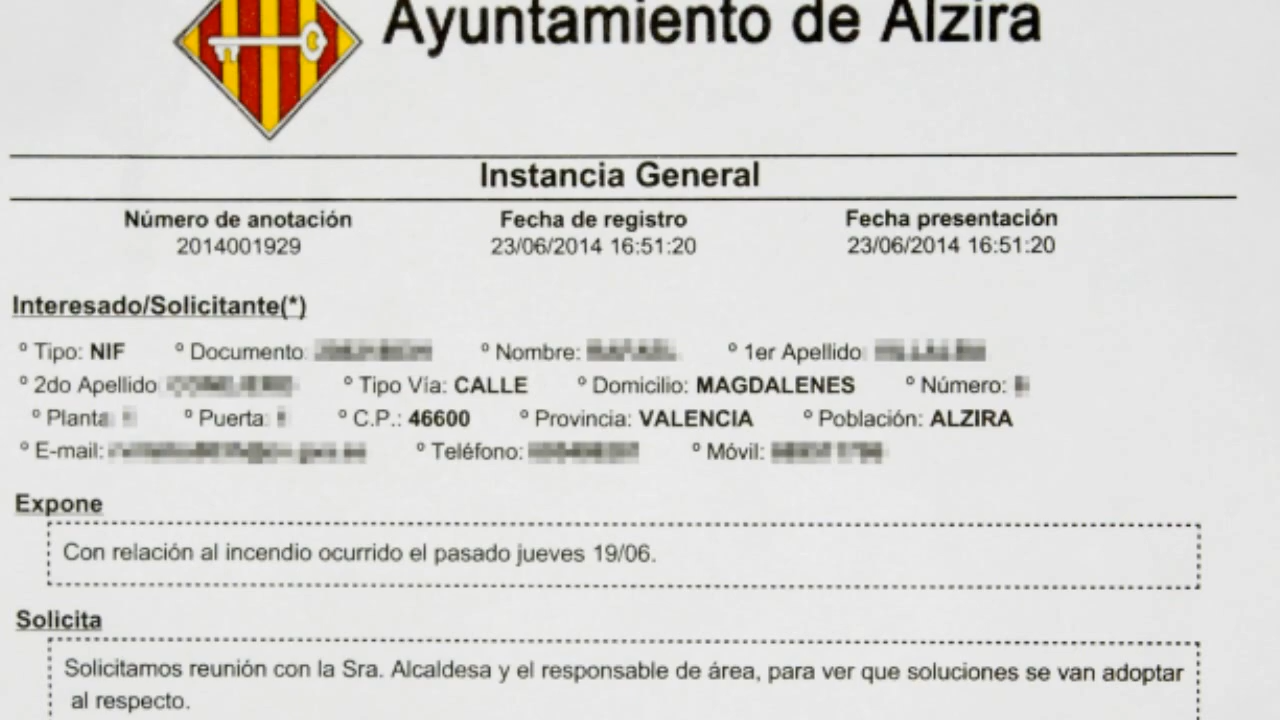 Ayuntamiento de Alzira
Instancia General
Número de anotación Fecha de registro Fecha presentación
2014001929 23/06/2014 16:51:20 23/06/2014 16:51:20
Interesado/Solicitante(*)
º Tipo: NIF º Documento: º Nombre: º 1er Apellido:
º 2do Apellido: º Tipo Vía: CALLE º Domicilio: MAGDALENES º Número:
º Planta: º Puerta: º C.P.: 46600 º Provincia: VALENCIA º Población: ALZIRA
º E-mail: º Teléfono: º Móvil:
Expone
Con relación al incendio ocurrido el pasado jueves 19/06.
Solicita
Solicitamos reunión con la Sra. Alcaldesa y el responsable de área, para ver que soluciones se van adoptar
al respecto.